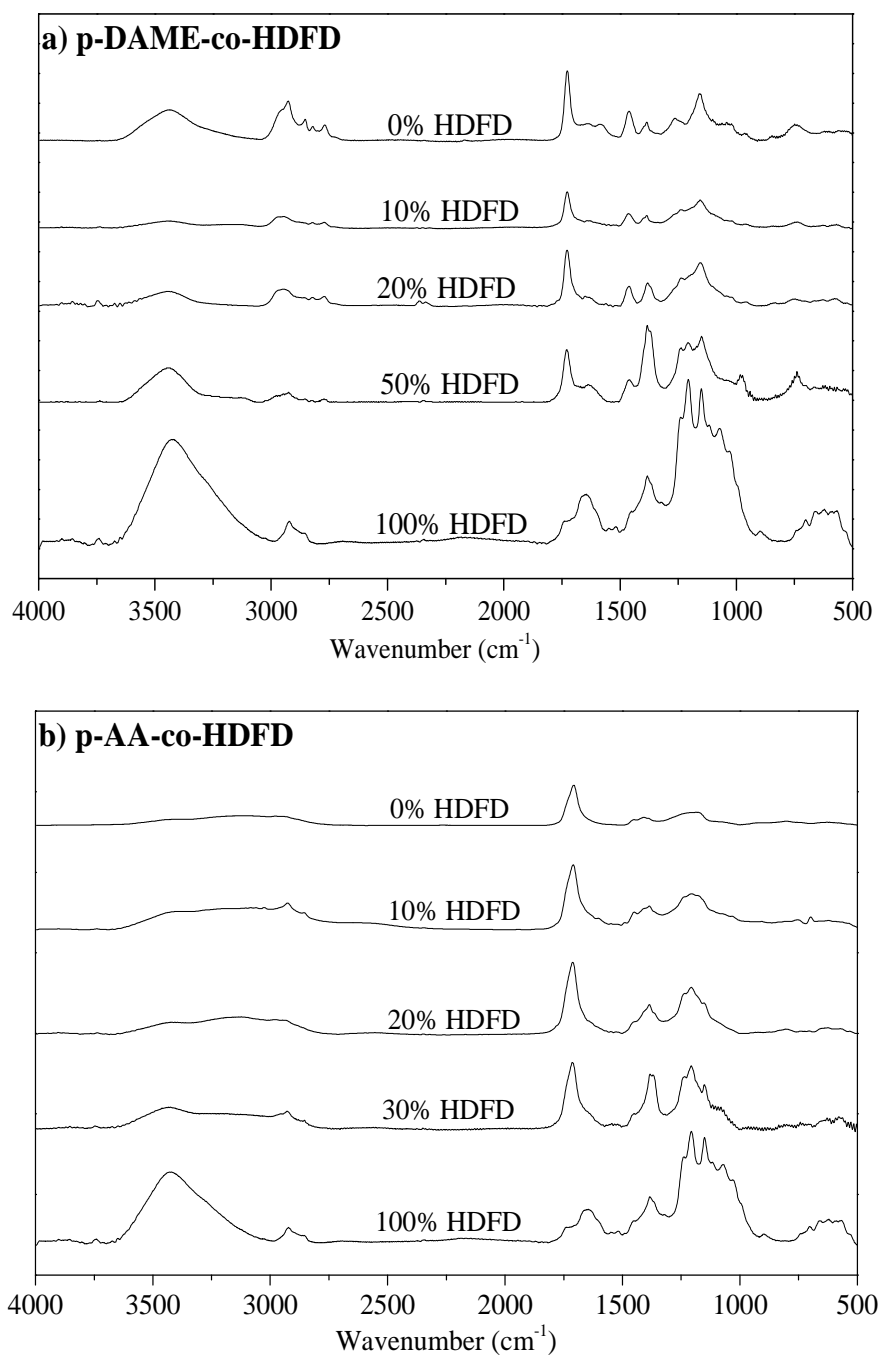 a) p-DAME-co-HDFD
0% HDFD
10% HDFD
20% HDFD
50% HDFD
100% HDFD
4000 3500 3000 2500 2000 1500 1000 500
Wavenumber (cm⁻¹)
b) p-AA-co-HDFD
0% HDFD
10% HDFD
20% HDFD
30% HDFD
100% HDFD
4000 3500 3000 2500 2000 1500 1000 500
Wavenumber (cm⁻¹)